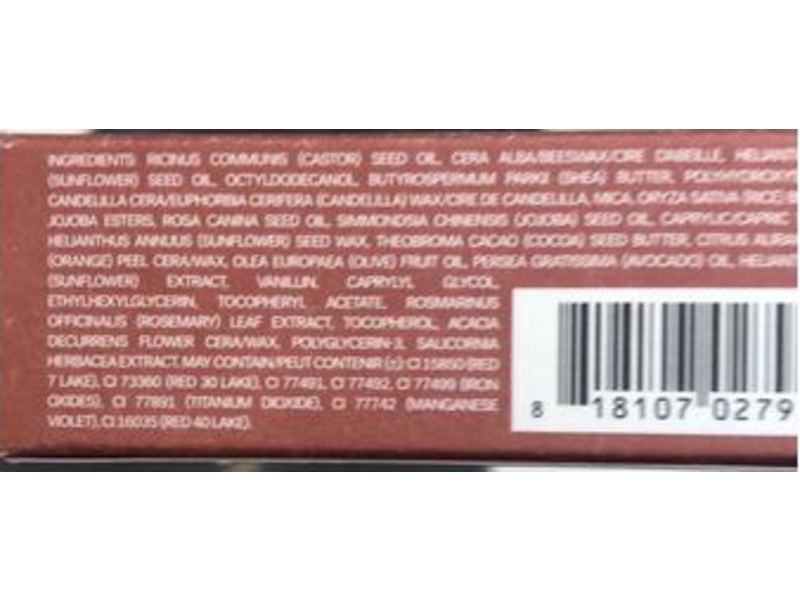 INGREDIENTS RICINUS COMMUNIS (CASTOR) SEED OIL, CERA ALBA/BEESWAX/CIRE D'ABEILLE, HELIANT
(SUNFLOWER) SEED OIL, OCTYLDODECANOL, BUTYROSPERMUM PARKII (SHEA) BUTTER, POLYHYDROXY
CANDELILLA CERA/EUPHORBIA CERIFERA (CANDELILLA) WAX/CIRE DE CANDELILLA, MICA, ORYZA SATIVA (RICE) B
JOJOBA ESTERS, ROSA CANINA SEED OIL, SIMMONDSIA CHINENSIS (JOJOBA) SEED OIL, CAPRYLIC/CAPRIC
HELIANTHUS ANNUUS (SUNFLOWER) SEED WAX, THEOBROMA CACAO (COCOA) SEED BUTTER, CITRUS AURA
(ORANGE) PEEL CERA/WAX, OLEA EUROPAEA (OLIVE) FRUIT OIL, PERSEA GRATISSIMA (AVOCADO) OIL, HELIANT
(SUNFLOWER) EXTRACT, VANILLIN, CAPRYLYL GLYCOL,
ETHYLHEXYLGLYCERIN, TOCOPHERYL ACETATE, ROSMARINUS
OFFICINALIS (ROSEMARY) LEAF EXTRACT, TOCOPHEROL, ACACIA
DECURRENS FLOWER CERA/WAX, POLYGLYCERIN-3, SALICORNIA
HERBACEA EXTRACT. MAY CONTAIN/PEUT CONTENIR (±): CI 15850 (RED
7 LAKE), CI 73360 (RED 30 LAKE), CI 77491, CI 77492, CI 77499 (IRON
OXIDES), CI 77891 (TITANIUM DIOXIDE), CI 77742 (MANGANESE
VIOLET), CI 16035 (RED 40 LAKE).
8 18107 0279